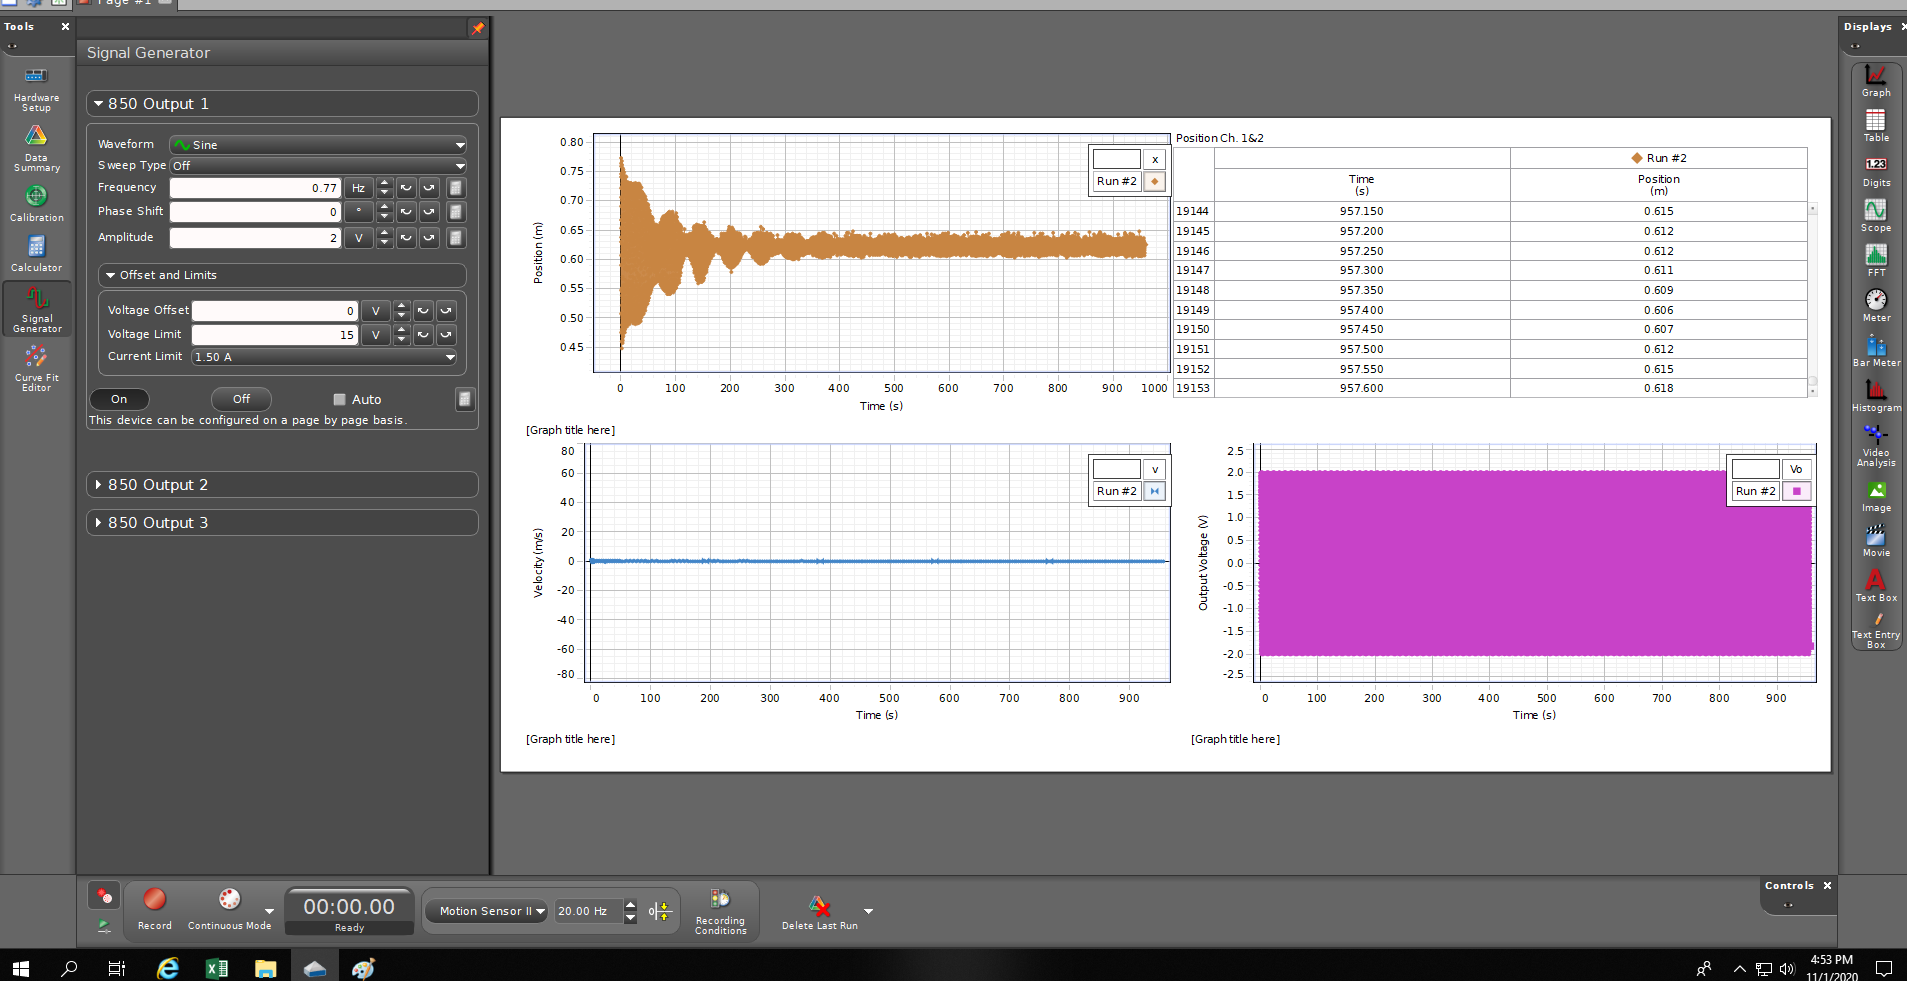 Page #1
Tools
Hardware
Setup
Data
Summary
Calibration
Calculator
Signal
Generator
Curve Fit
Editor
Signal Generator
850 Output 1
Waveform Sine
Sweep Type Off
Frequency 0.77 Hz
Phase Shift 0 °
Amplitude 2 V
Offset and Limits
Voltage Offset 0 V
Voltage Limit 15 V
Current Limit 1.50 A
On Off Auto
This device can be configured on a page by page basis.
850 Output 2
850 Output 3
0.80
0.75
0.70
0.65
0.60
0.55
0.50
0.45
Position (m)
0 100 200 300 400 500 600 700 800 900 1000
Time (s)
x
Run #2
[Graph title here]
Position Ch. 1&2
Run #2
Time
(s)
Position
(m)
19144 957.150 0.615
19145 957.200 0.612
19146 957.250 0.612
19147 957.300 0.611
19148 957.350 0.609
19149 957.400 0.606
19150 957.450 0.607
19151 957.500 0.612
19152 957.550 0.615
19153 957.600 0.618
80
60
40
20
0
-20
-40
-60
-80
Velocity (m/s)
0 100 200 300 400 500 600 700 800 900
Time (s)
v
Run #2
[Graph title here]
2.5
2.0
1.5
1.0
0.5
0.0
-0.5
-1.0
-1.5
-2.0
-2.5
Output Voltage (V)
0 100 200 300 400 500 600 700 800 900
Time (s)
Vo
Run #2
[Graph title here]
Displays
Graph
Table
1.23
Digits
Scope
FFT
Meter
Bar Meter
Histogram
Video
Analysis
Image
Movie
A
Text Box
Text Entry
Box
Controls
Record
Continuous Mode
00:00.00
Ready
Motion Sensor II
20.00 Hz
Recording
Conditions
Delete Last Run
4:53 PM
11/1/2020